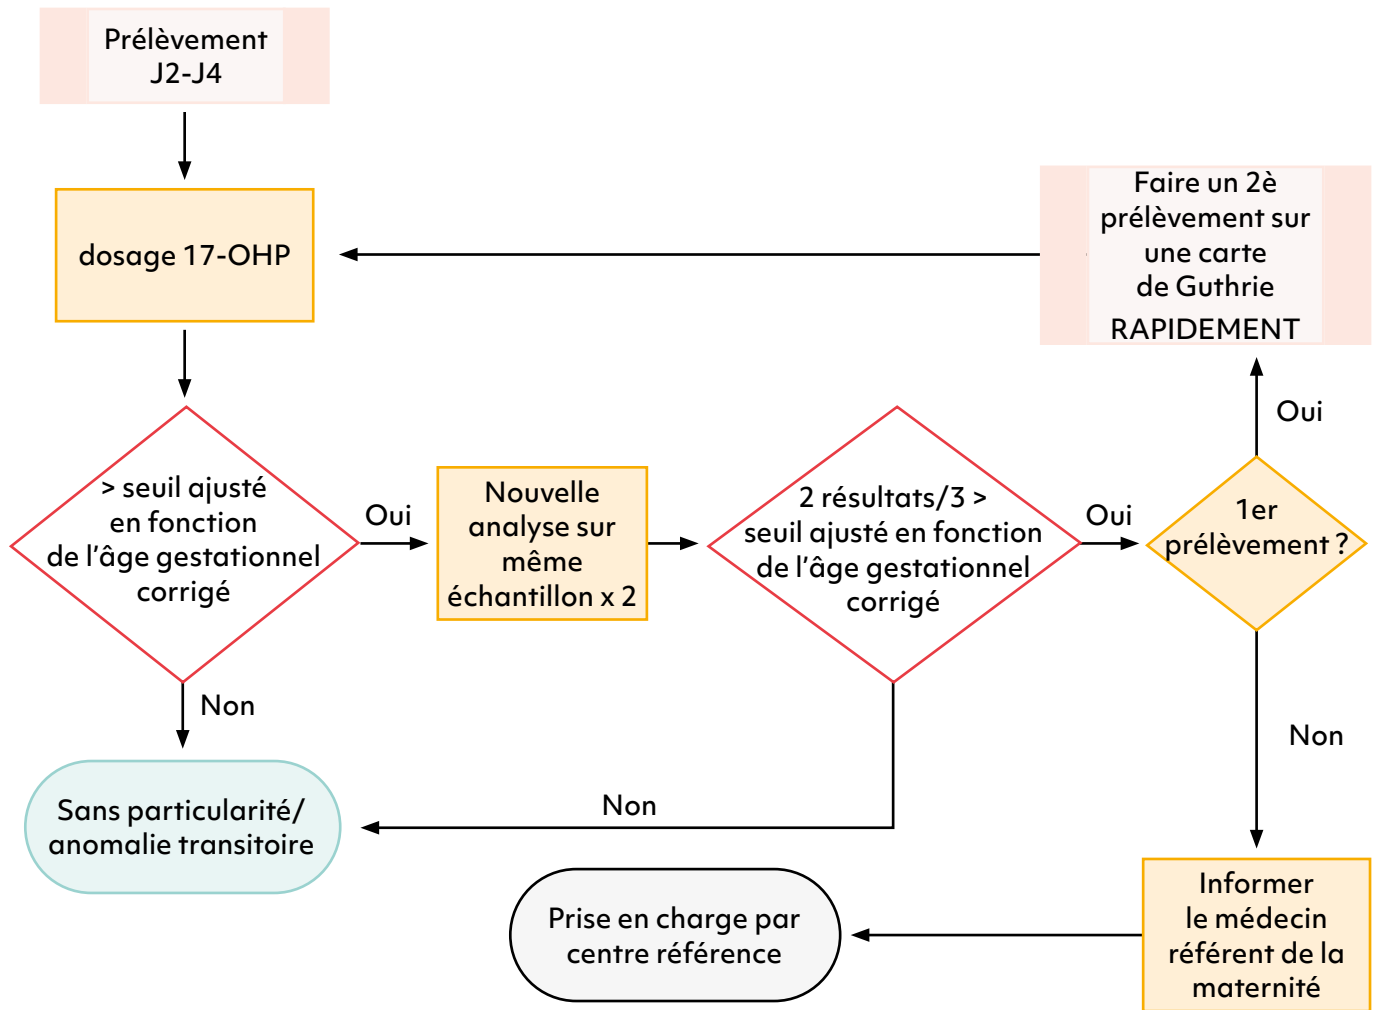 Prélèvement
J2-J4
dosage 17-OHP
Faire un 2è
prélèvement sur
une carte
de Guthrie
RAPIDEMENT
Oui
> seuil ajusté
en fonction
de l'âge gestationnel
corrigé
Oui
Nouvelle
analyse sur
même
échantillon x 2
2 résultats/3 >
seuil ajusté en fonction
de l'âge gestationnel
corrigé
Oui
1er
prélèvement ?
Non
Non
Non
Sans particularité/
anomalie transitoire
Prise en charge par
centre référence
Informer
le médecin
référent de la
maternité